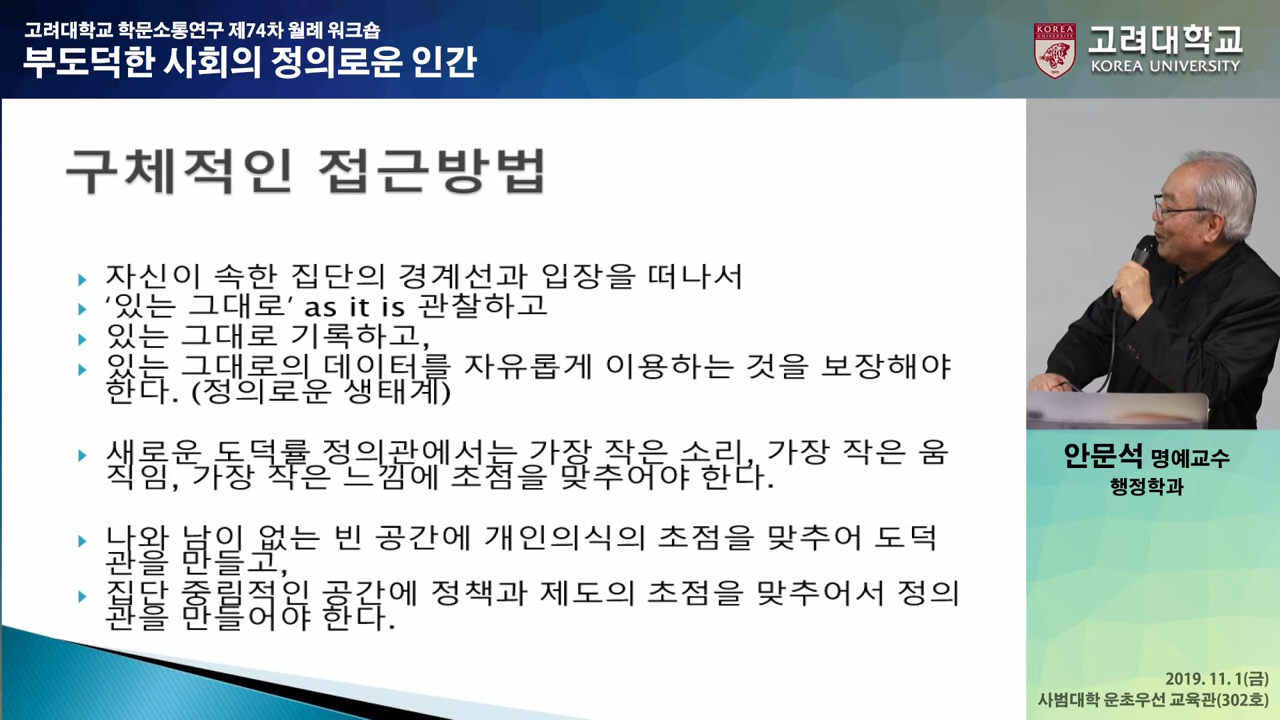 고려대학교 학문소통연구 제74차 월례 워크숍
부도덕한 사회의 정의로운 인간
KOREA
UNIVERSITY
고려대학교
KOREA UNIVERSITY
구체적인 접근방법
자신이 속한 집단의 경계선과 입장을 떠나서
‘있는 그대로’ as it is 관찰하고
있는 그대로 기록하고,
있는 그대로의 데이터를 자유롭게 이용하는 것을 보장해야
한다. (정의로운 생태계)
새로운 도덕률 정의관에서는 가장 작은 소리, 가장 작은 움
직임, 가장 작은 느낌에 초점을 맞추어야 한다.
나와 남이 없는 빈 공간에 개인의식의 초점을 맞추어 도덕
관을 만들고,
집단 중립적인 공간에 정책과 제도의 초점을 맞추어서 정의
관을 만들어야 한다.
안문석 명예교수
행정학과
2019. 11. 1(금)
사범대학 운초우선 교육관(302호)